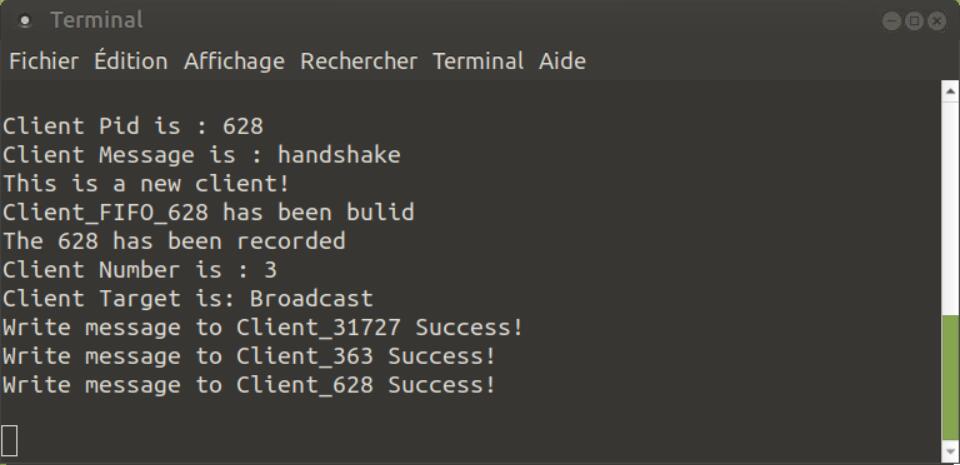 Terminal
Fichier Édition Affichage Rechercher Terminal Aide
Client Pid is : 628
Client Message is : handshake
This is a new client!
Client_FIFO_628 has been bulid
The 628 has been recorded
Client Number is : 3
Client Target is: Broadcast
Write message to Client_31727 Success!
Write message to Client_363 Success!
Write message to Client_628 Success!